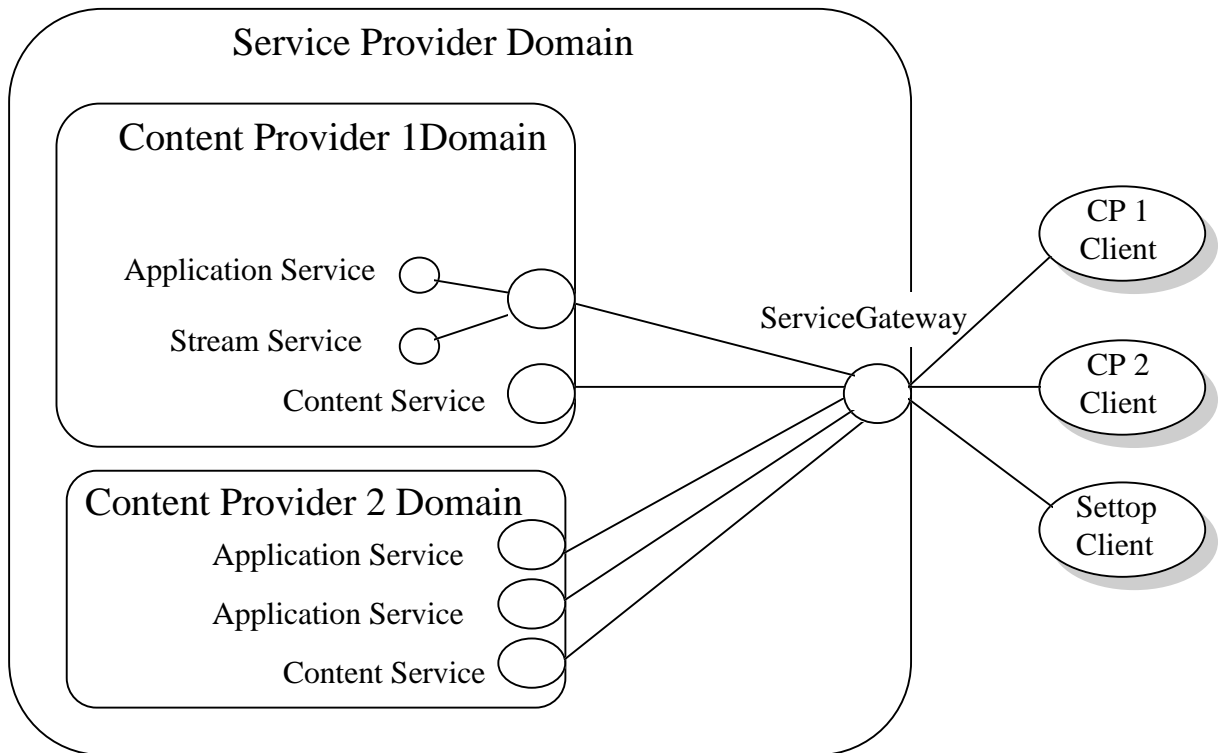 Service Provider Domain
Content Provider 1Domain
Application Service
Stream Service
Content Service
Content Provider 2 Domain
Application Service
Application Service
Content Service
ServiceGateway
CP 1
Client
CP 2
Client
Settop
Client